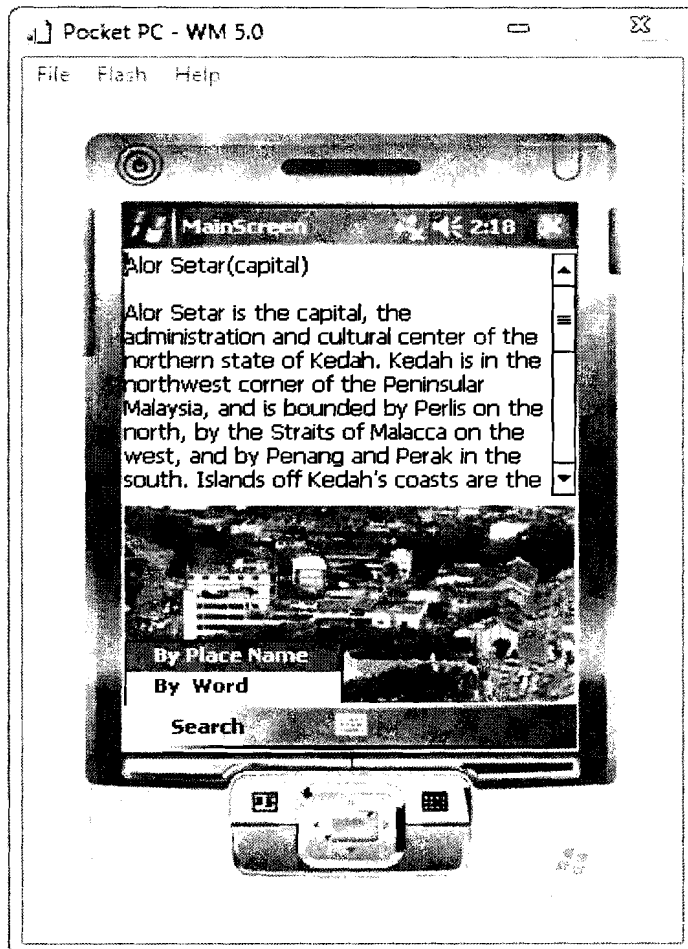 Pocket PC - WM 5.0
File Flash Help
MainScreen 2:18
Alor Setar(capital)
Alor Setar is the capital, the
administration and cultural center of the
northern state of Kedah. Kedah is in the
northwest corner of the Peninsular
Malaysia, and is bounded by Perlis on the
north, by the Straits of Malacca on the
west, and by Penang and Perak in the
south. Islands off Kedah's coasts are the
By Place Name
By Word
Search